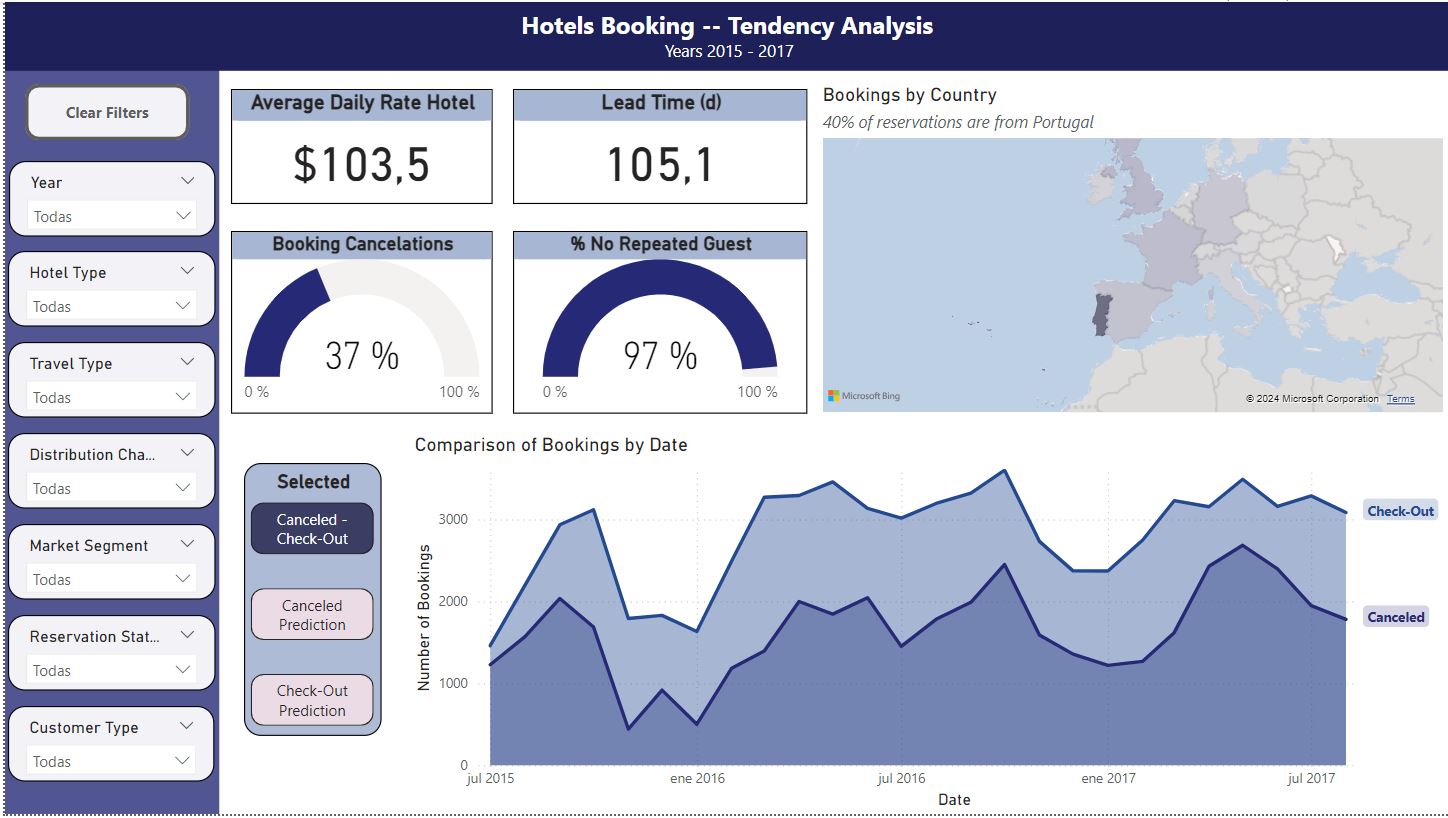 Hotels Booking -- Tendency Analysis
Years 2015 - 2017
Clear Filters
Year
Todas
Hotel Type
Todas
Travel Type
Todas
Distribution Cha...
Todas
Market Segment
Todas
Reservation Stat...
Todas
Customer Type
Todas
Average Daily Rate Hotel
$103,5
Lead Time (d)
105,1
Booking Cancelations
37 %
0 %
100 %
% No Repeated Guest
97 %
0 %
100 %
Bookings by Country
40% of reservations are from Portugal
Microsoft Bing
© 2024 Microsoft Corporation
Terms
Selected
Canceled -
Check-Out
Canceled
Prediction
Check-Out
Prediction
Comparison of Bookings by Date
Number of Bookings
3000
2000
1000
0
jul 2015
ene 2016
jul 2016
ene 2017
jul 2017
Date
Check-Out
Canceled